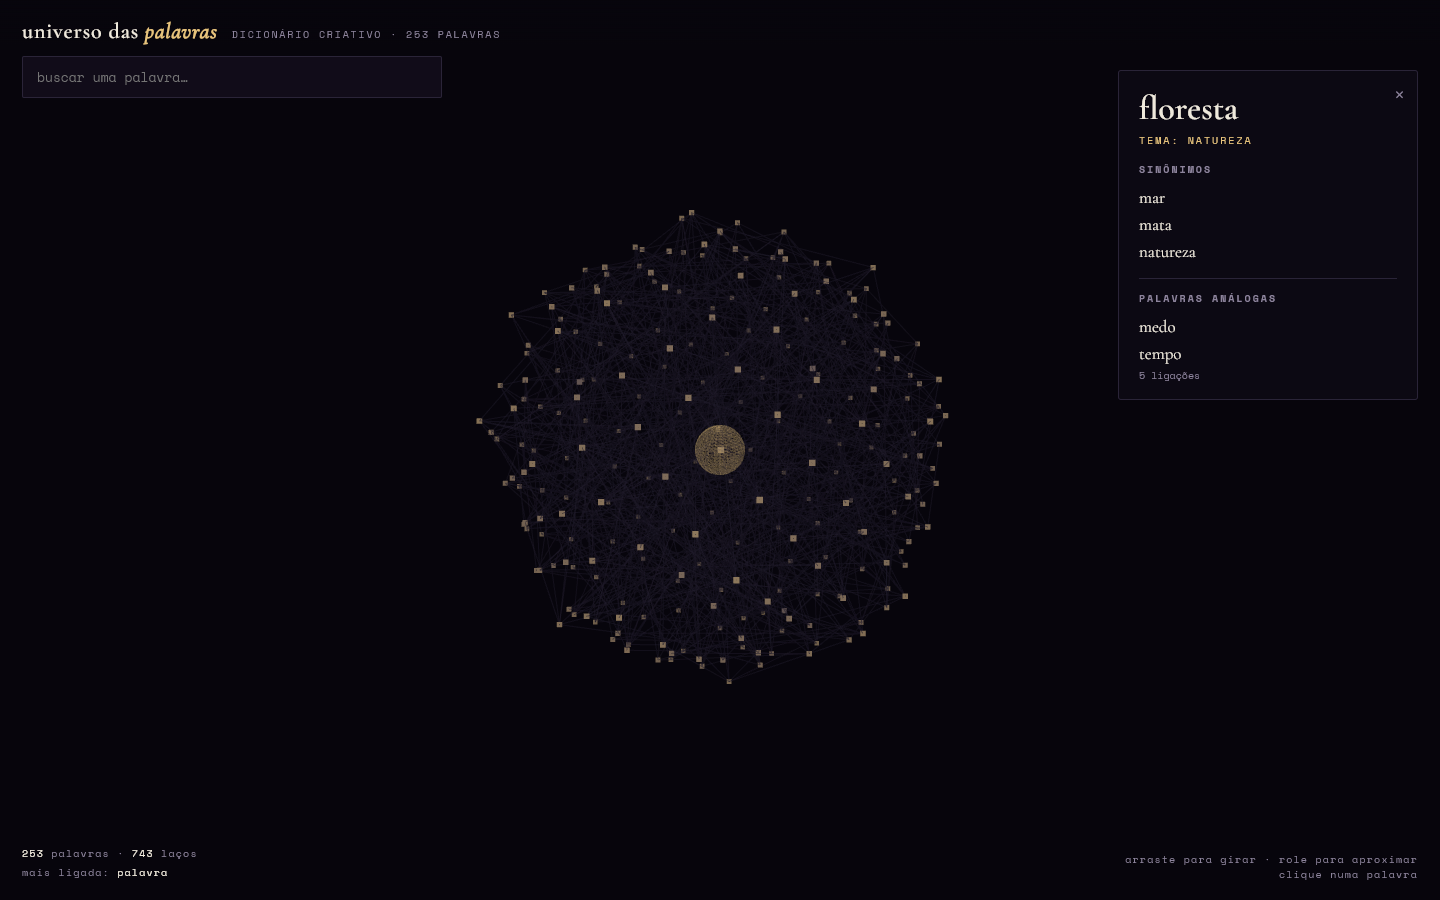 universo das palavras DICIONÁRIO CRIATIVO · 253 PALAVRAS
buscar uma palavra…
×
floresta
TEMA: NATUREZA
SINÔNIMOS
mar
mata
natureza
PALAVRAS ANÁLOGAS
medo
tempo
5 ligações
253 palavras · 743 laços
mais ligada: palavra
arraste para girar · role para aproximar
clique numa palavra